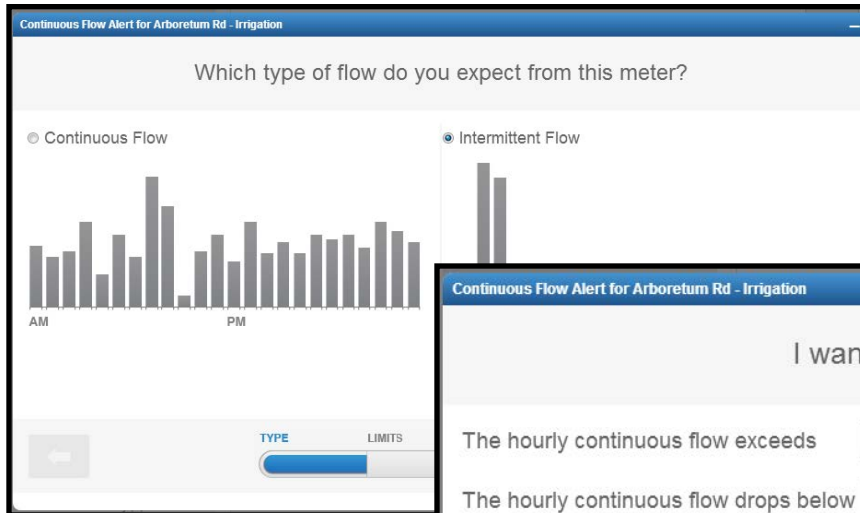 Continuous Flow Alert for Arboretum Rd - Irrigation
Which type of flow do you expect from this meter?
Continuous Flow
Intermittent Flow
AM PM
TYPE LIMITS
Continuous Flow Alert for Arboretum Rd - Irrigation
I wan
The hourly continuous flow exceeds
The hourly continuous flow drops below